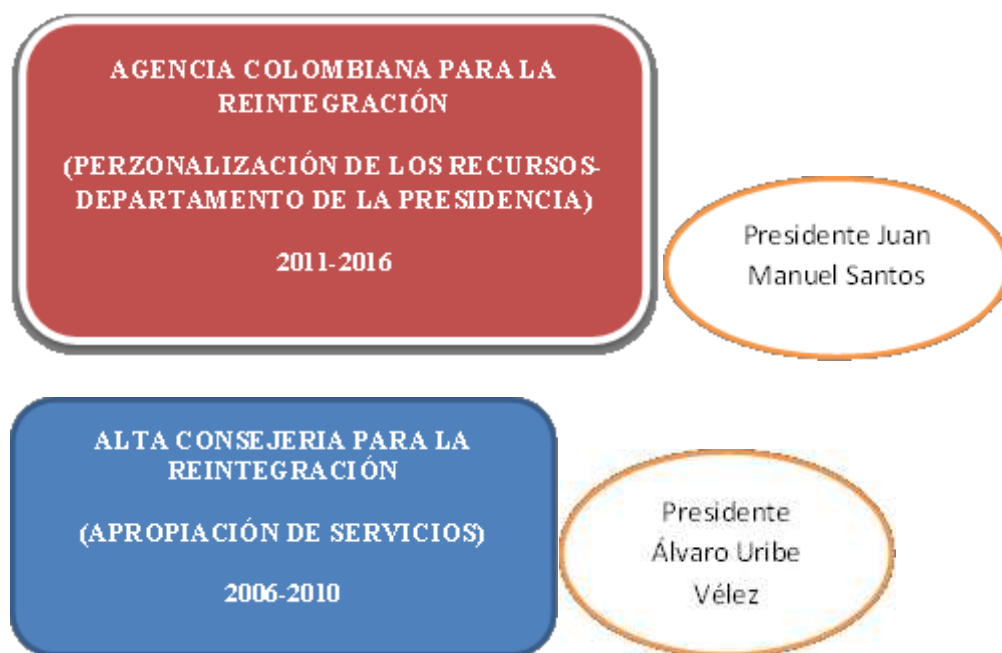 AGENCIA COLOMBIANA PARA LA
REINTEGRACIÓN
(PERZONALIZACIÓN DE LOS RECURSOS-
DEPARTAMENTO DE LA PRESIDENCIA)
2011-2016
Presidente Juan
Manuel Santos
ALTA CONSEJERIA PARA LA
REINTEGRACIÓN
(APROPIACIÓN DE SERVICIOS)
2006-2010
Presidente
Álvaro Uribe
Vélez